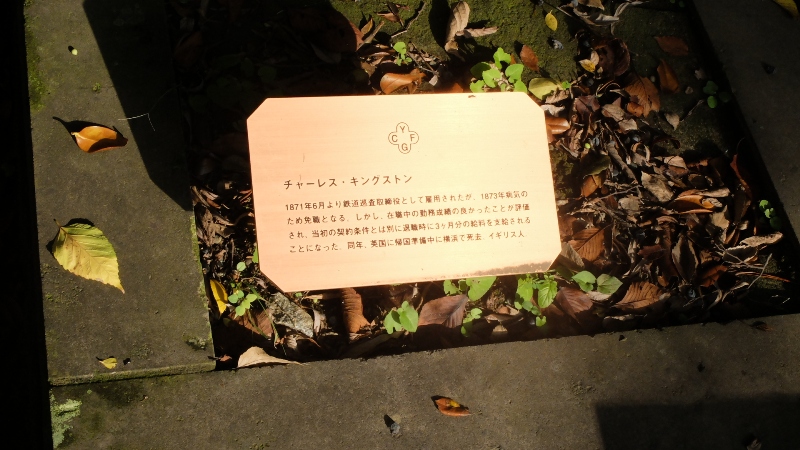 Y
C F
G
チャーレス・キングストン
1871年6月より鉄道巡査取締役として雇用されたが、1873年病気の
ため免職となる。しかし、在職中の勤務成績の良かったことが評価
され、当初の契約条件とは別に退職時に3ヶ月分の給料を支給される
ことになった。同年、英国に帰国準備中に横浜で死去。イギリス人。